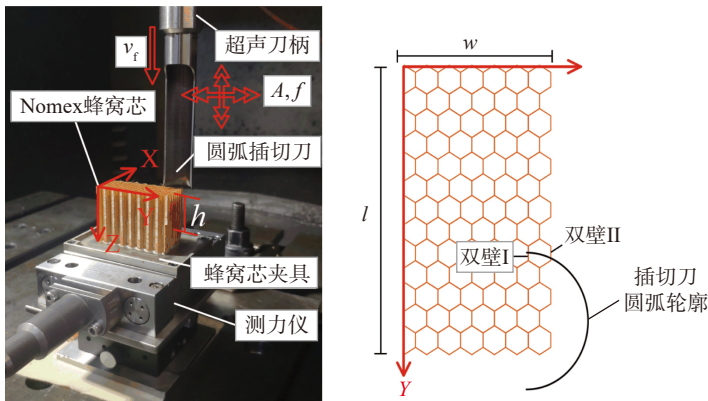 超声刀柄
vf
A, f
Nomex蜂窝芯
圆弧插切刀
X
Y
h
Z
蜂窝芯夹具
测力仪
w
l
双壁I
双壁II
插切刀
圆弧轮廓
Y